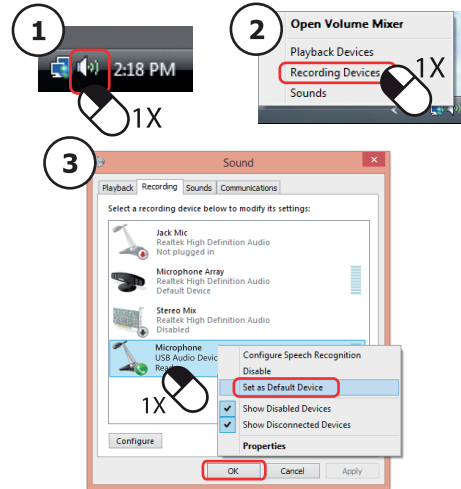 1
2:18 PM
1X
2
Open Volume Mixer
Playback Devices
Recording Devices
1X
Sounds
3
Sound
Playback Recording Sounds Communications
Select a recording device below to modify its settings:
Jack Mic
Realtek High Definition Audio
Not plugged in
Microphone Array
Realtek High Definition Audio
Default Device
Stereo Mix
Realtek High Definition Audio
Disabled
Microphone
USB Audio
1X
Configure Speech Recognition
Disable
Set as Default Device
Show Disabled Devices
Show Disconnected Devices
Properties
Configure
OK Cancel Apply